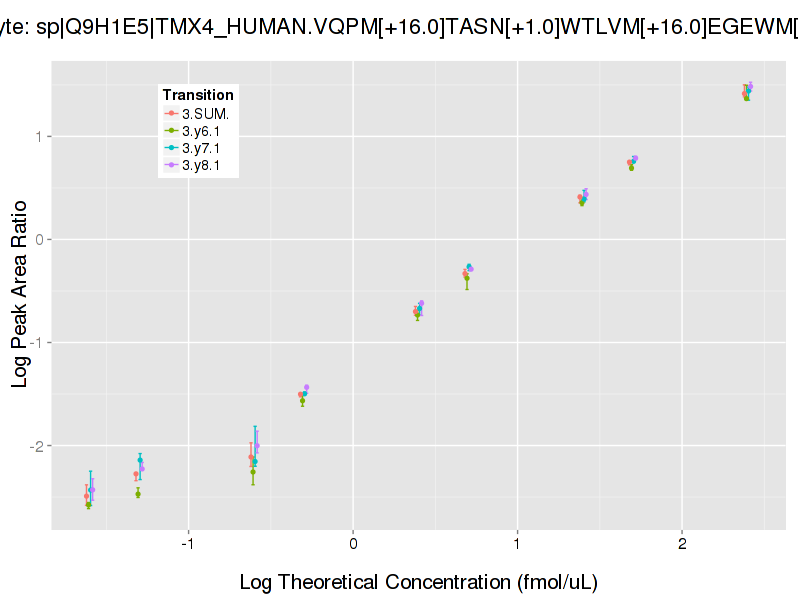 yte: sp|Q9H1E5|TMX4_HUMAN.VQPM[+16.0]TASN[+1.0]WTLVM[+16.0]EGEWM[
Transition
3.SUM.
3.y6.1
3.y7.1
3.y8.1
Log Peak Area Ratio
1
0
-1
-2
-1 0 1 2
Log Theoretical Concentration (fmol/uL)